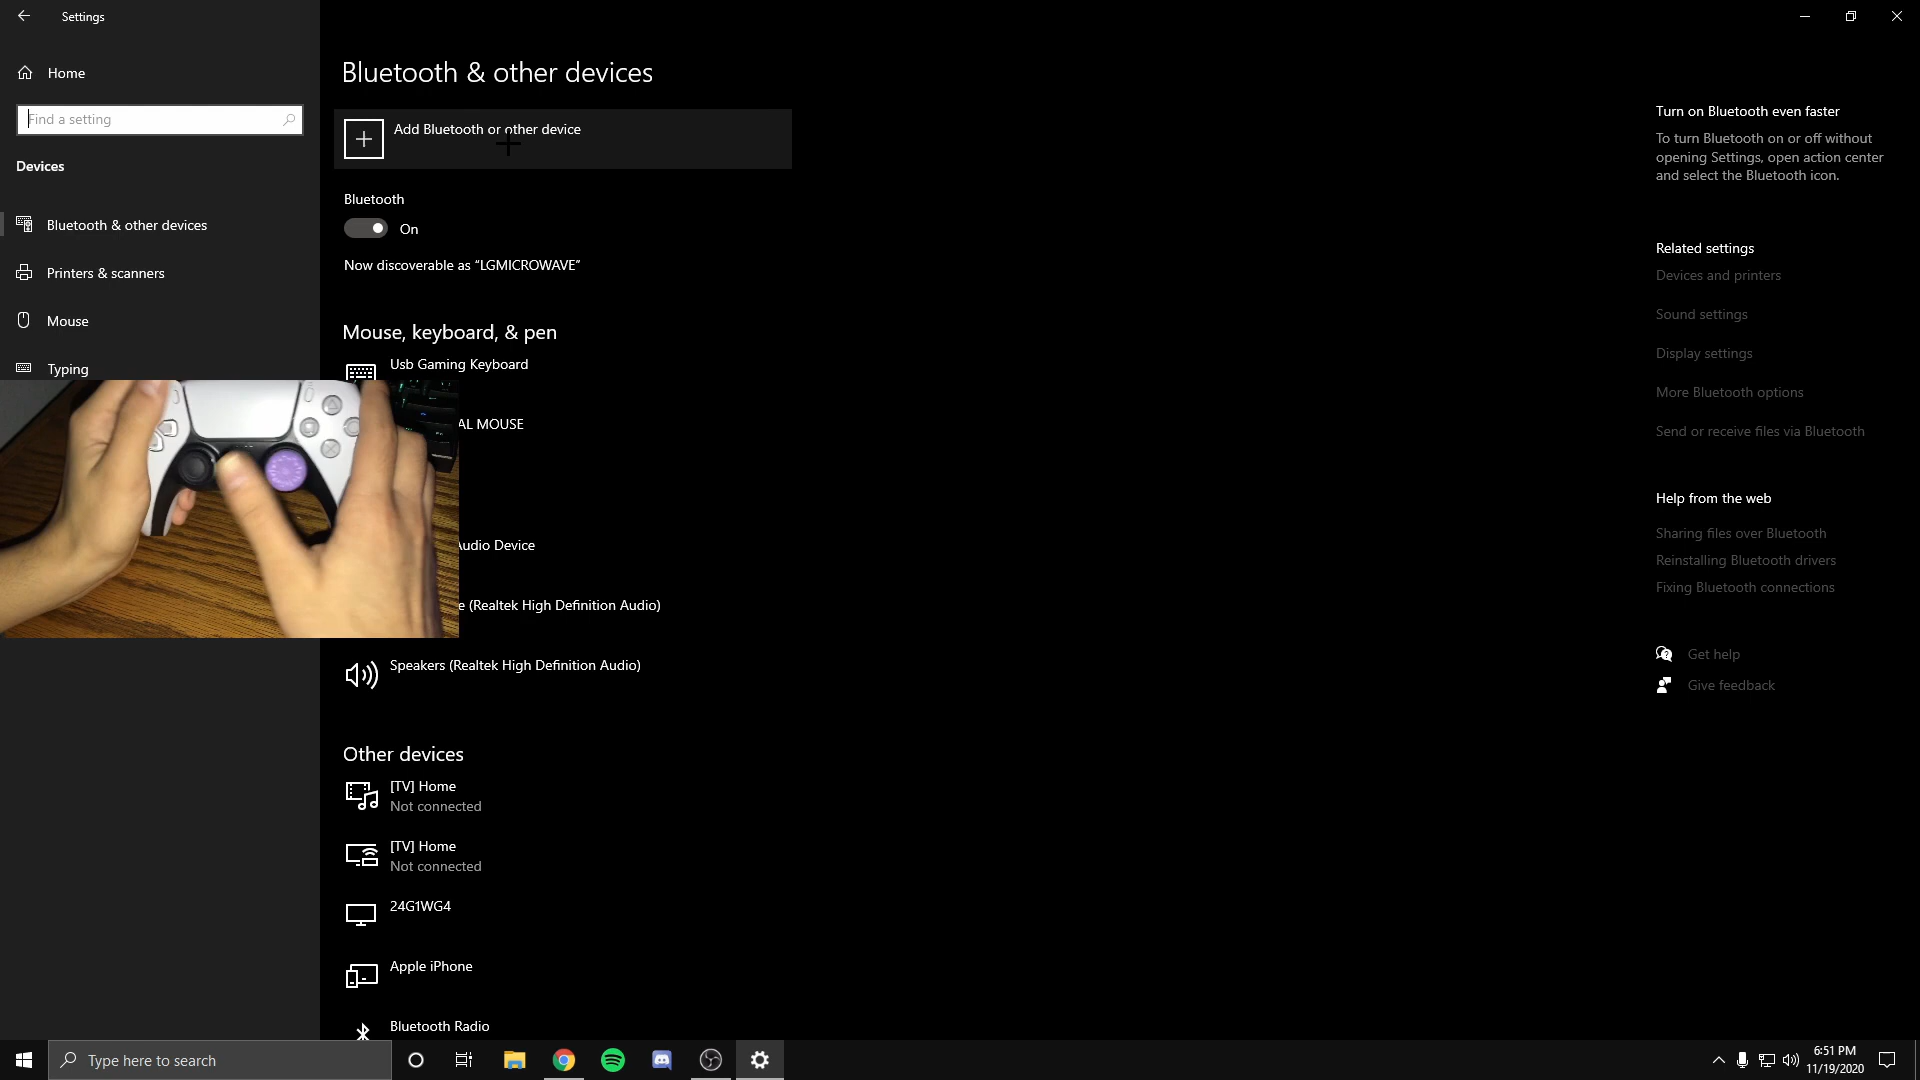 Settings
Home
Find a setting
Devices
Bluetooth & other devices
Printers & scanners
Mouse
Typing
Bluetooth & other devices
Add Bluetooth or other device
Bluetooth
On
Now discoverable as “LGMICROWAVE”
Mouse, keyboard, & pen
Usb Gaming Keyboard
AL MOUSE
Audio Device
e (Realtek High Definition Audio)
Speakers (Realtek High Definition Audio)
Other devices
[TV] Home
Not connected
[TV] Home
Not connected
24G1WG4
Apple iPhone
Bluetooth Radio
Turn on Bluetooth even faster
To turn Bluetooth on or off without
opening Settings, open action center
and select the Bluetooth icon.
Related settings
Devices and printers
Sound settings
Display settings
More Bluetooth options
Send or receive files via Bluetooth
Help from the web
Sharing files over Bluetooth
Reinstalling Bluetooth drivers
Fixing Bluetooth connections
Get help
Give feedback
Type here to search
6:51 PM
11/19/2020